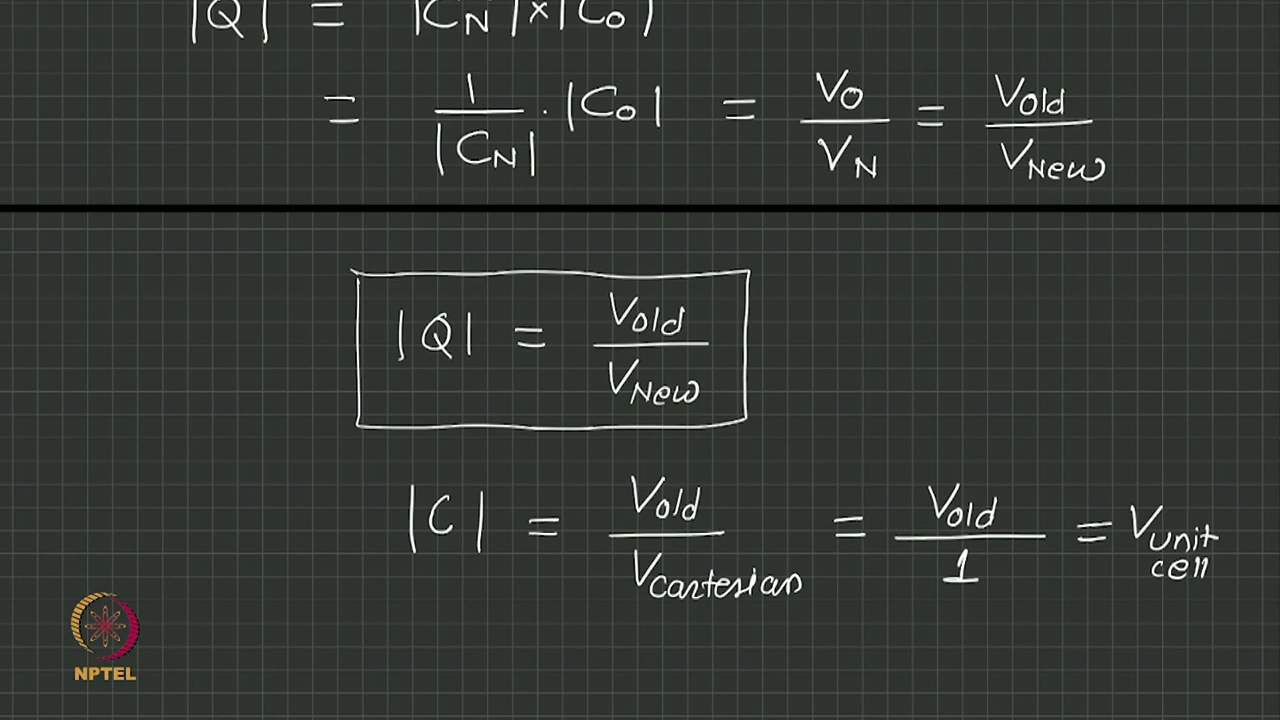 |Q| = |C_N| × |C_O|
= 1/|C_N| · |C_O| = V_O/V_N = V_Old/V_New
|Q| = V_Old/V_New
|C| = V_Old/V_Cartesian = V_Old/1 = V_Unit cell
NPTEL